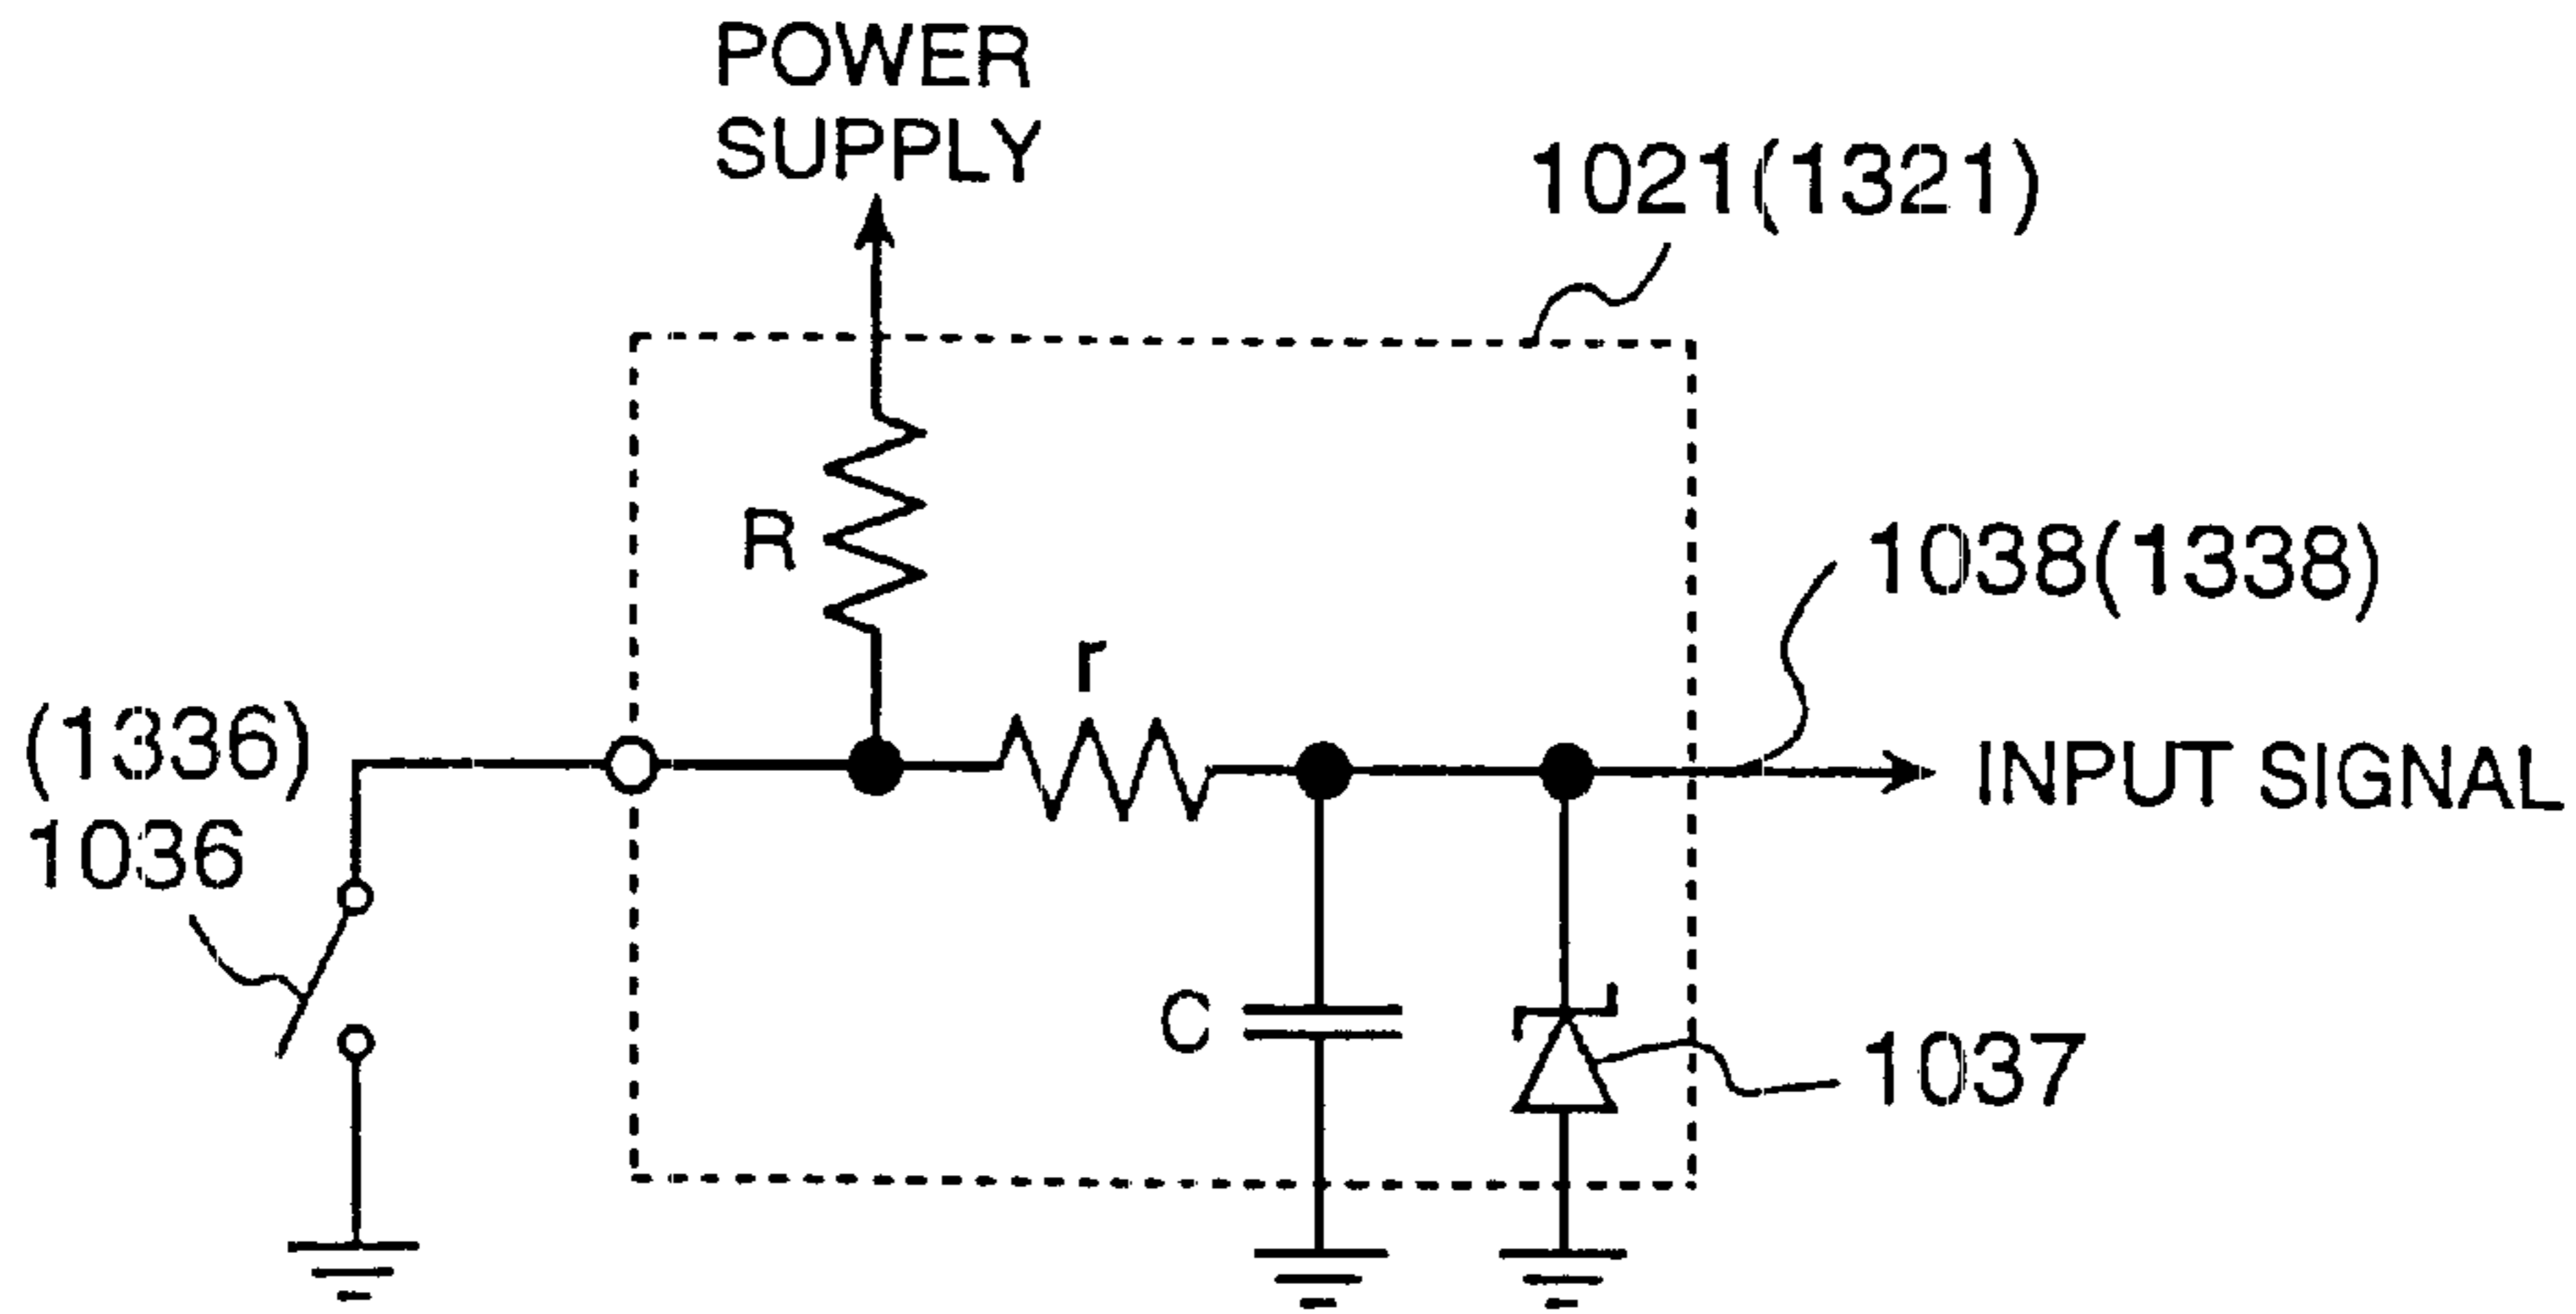 POWER
SUPPLY
1021(1321)
R
1038(1338)
r
(1336)
1036
INPUT SIGNAL
C
1037